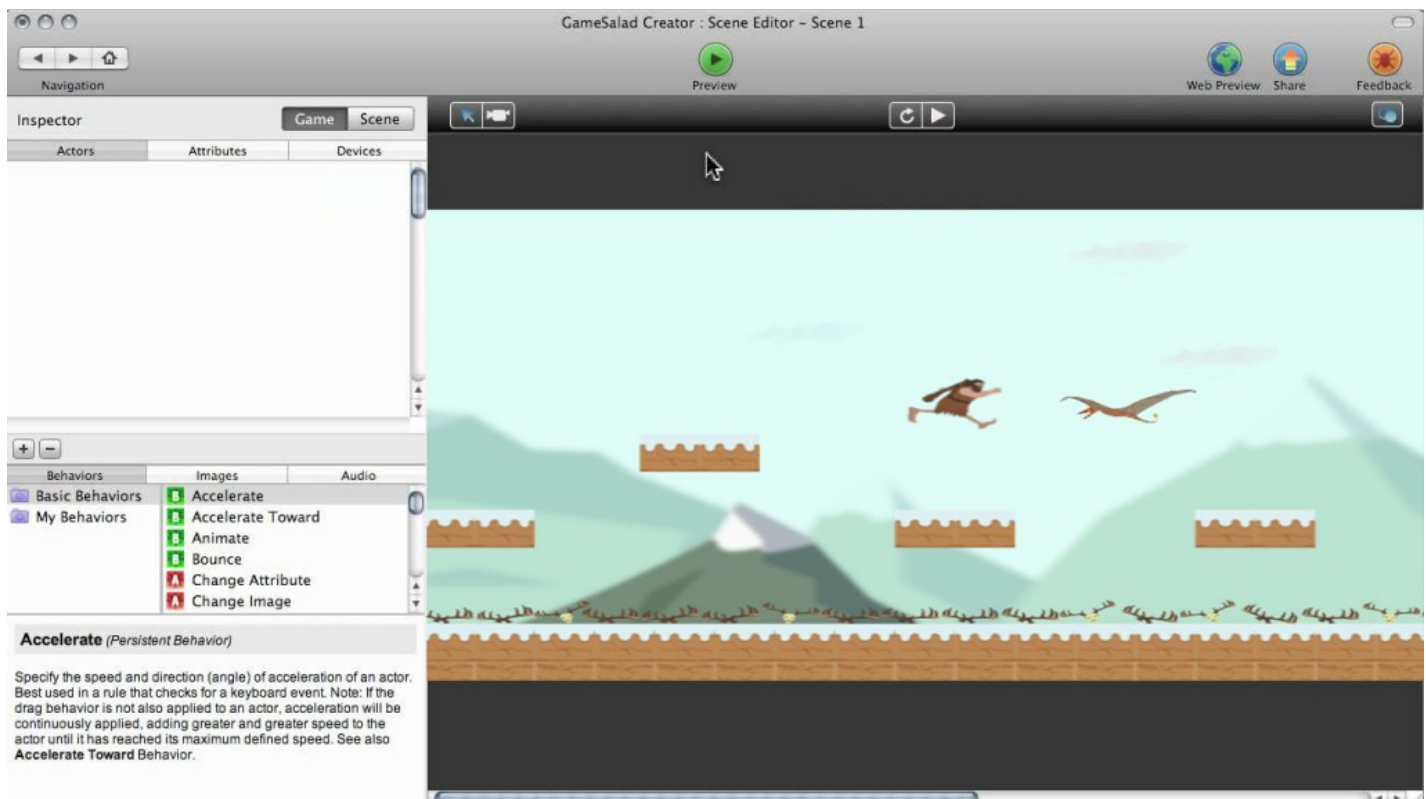 GameSalad Creator : Scene Editor – Scene 1
Navigation
Preview
Web Preview
Share
Feedback
Inspector
Game
Scene
Actors
Attributes
Devices
Behaviors
Images
Audio
Basic Behaviors
My Behaviors
B Accelerate
B Accelerate Toward
B Animate
B Bounce
A Change Attribute
A Change Image
Accelerate (Persistent Behavior)
Specify the speed and direction (angle) of acceleration of an actor.
Best used in a rule that checks for a keyboard event. Note: If the
drag behavior is not also applied to an actor, acceleration will be
continuously applied, adding greater and greater speed to the
actor until it has reached its maximum defined speed. See also
Accelerate Toward Behavior.